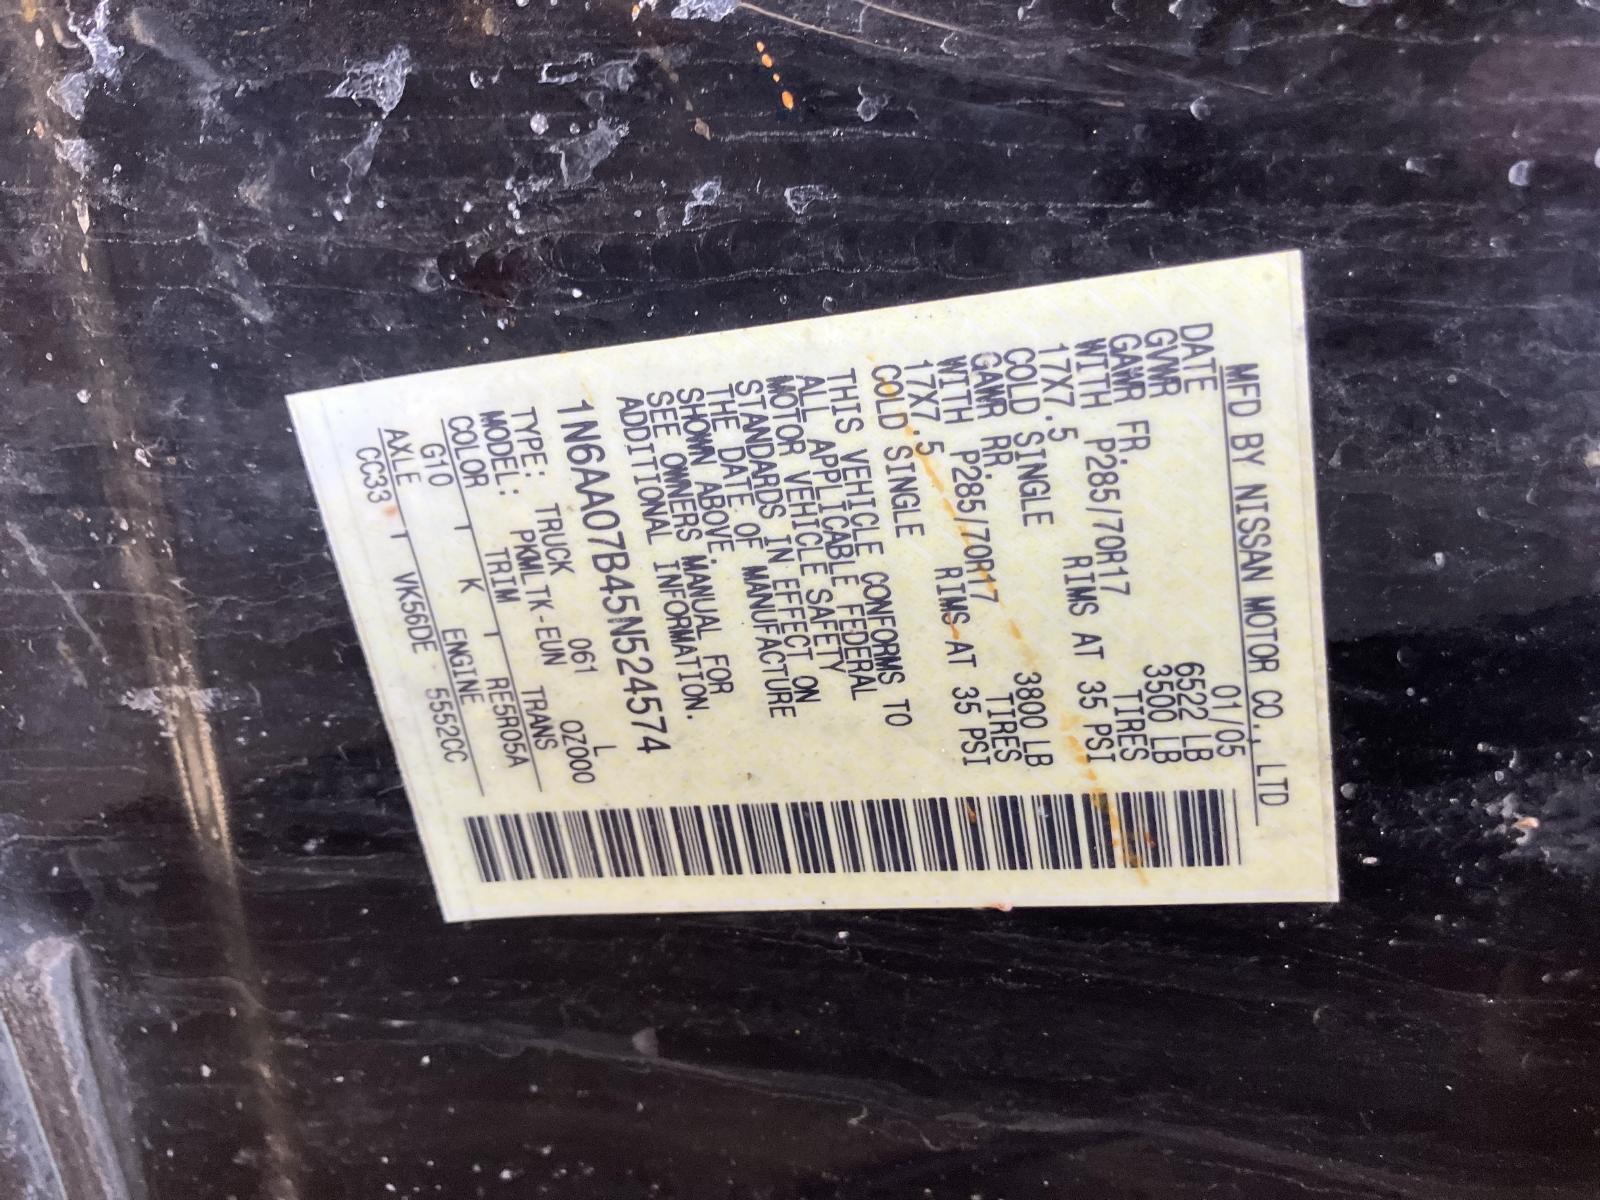 MFD BY NISSAN MOTOR CO., LTD
DATE 01/05
GVWR 6522 LB
GAWR FR. 3500 LB
WITH P285/70R17 TIRES
17X7.5 RIMS AT 35 PSI
COLD SINGLE
GAWR RR. 3800 LB
WITH P285/70R17 TIRES
17X7.5 RIMS AT 35 PSI
COLD SINGLE
THIS VEHICLE CONFORMS TO
ALL APPLICABLE FEDERAL
MOTOR VEHICLE SAFETY
STANDARDS IN EFFECT ON
THE DATE OF MANUFACTURE
SHOWN ABOVE.
SEE OWNERS MANUAL FOR
ADDITIONAL INFORMATION.
1N6AA07B45N524574
L
TYPE: TRUCK 061 OZ000
MODEL: PKMLTK-EUN
COLOR TRIM TRANS
G10 K RE5R05A
AXLE ENGINE
CC33 VK56DE 5552CC